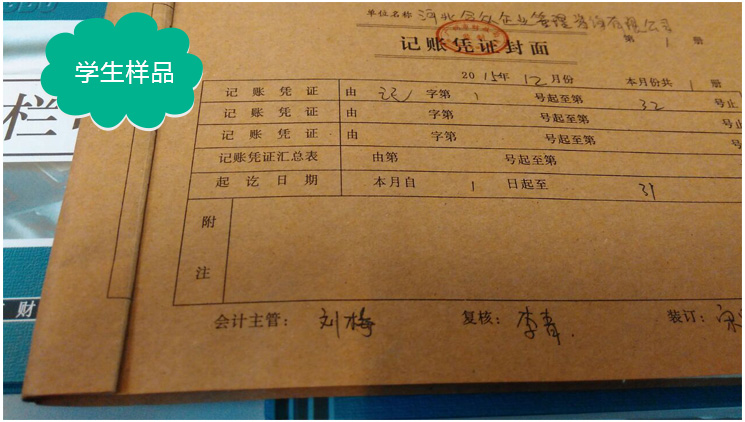 学生样品
单位名称 河北企业管理咨询有限公司
记账凭证封面 第 1 册
2015年 12月份 本月份共 1 册
记账凭证 由 字第 1 号起至第 32 号止
记账凭证 由 字第 号起至第 号止
记账凭证 由 字第 号起至第 号
记账凭证汇总表 由第 号起至第
起讫日期 本月自 1 日起至 31
附注
会计主管： 刘梅 复核： 李青 装订： 宋
栏
财